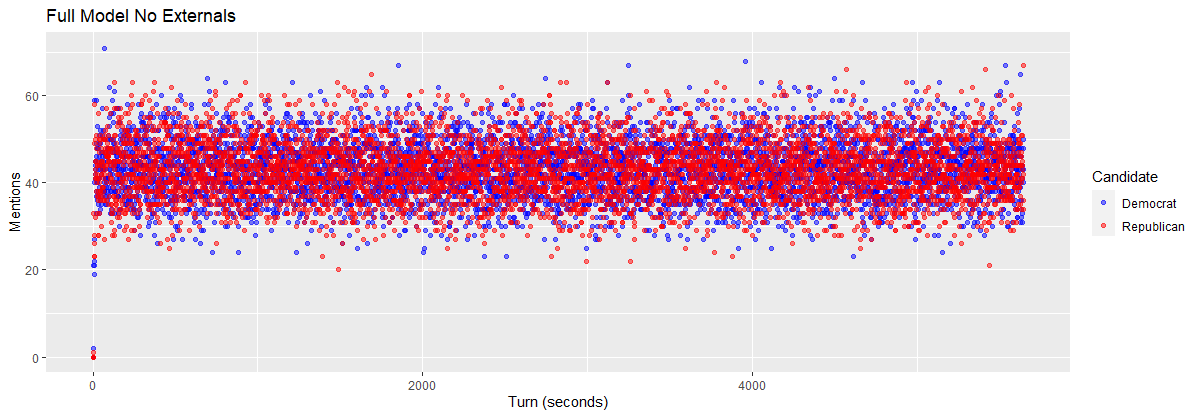 Full Model No Externals
Mentions
60
40
20
0
0
2000
4000
Turn (seconds)
Candidate
Democrat
Republican